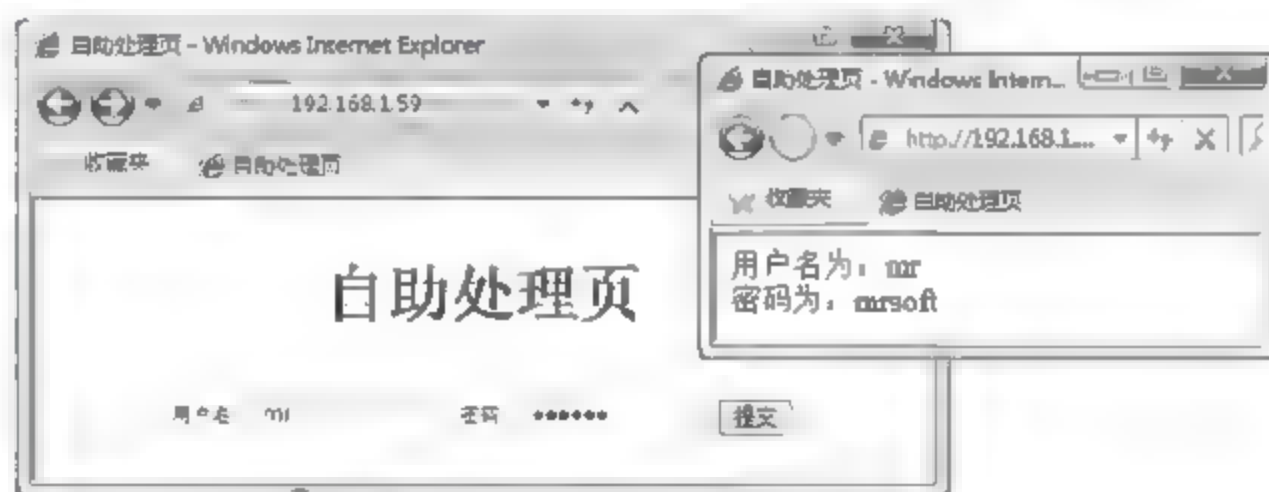 自助处理页 - Windows Internet Explorer
192.168.1.59
收藏夹 自助处理页
自助处理页
用户名 mr 密码 ●●●●●● 提交
自助处理页 - Windows Intern...
http://192.168.1...
收藏夹 自助处理页
用户名为：mr
密码为：mrsoft